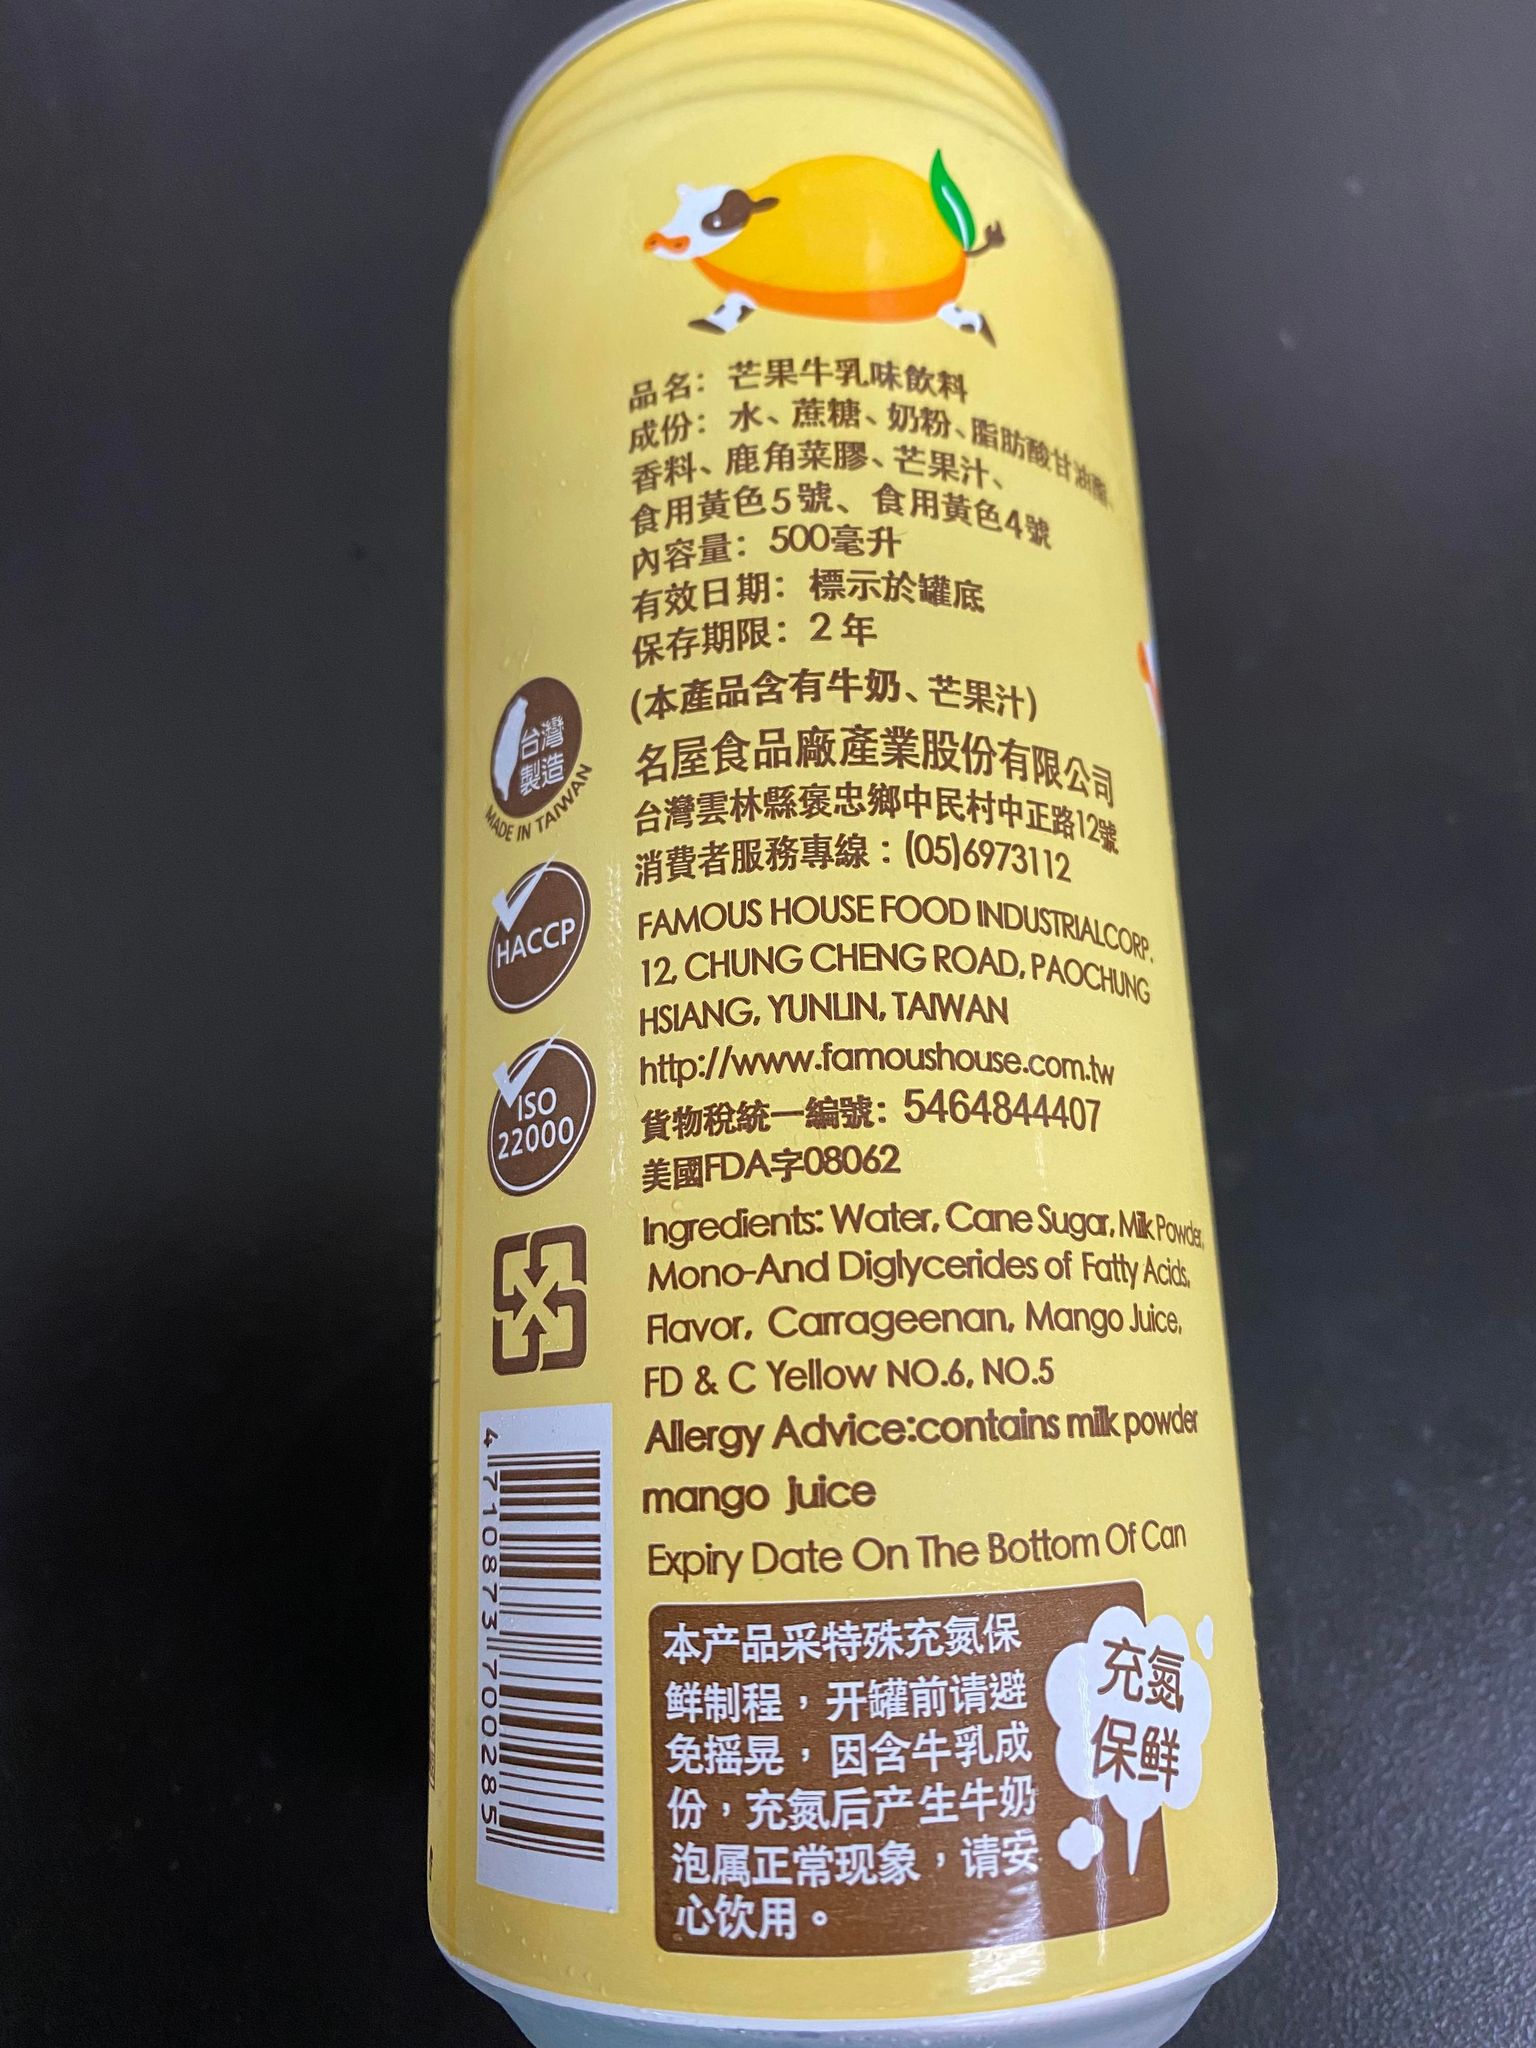 品名：芒果牛乳味飲料
成份：水、蔗糖、奶粉、脂肪酸甘油酯、
香料、鹿角菜膠、芒果汁、
食用黃色5號、食用黃色4號
內容量：500毫升
有效日期：標示於罐底
保存期限：2年
(本產品含有牛奶、芒果汁)
名屋食品廠產業股份有限公司
台灣雲林縣褒忠鄉中民村中正路12號
消費者服務專線：(05)6973112
FAMOUS HOUSE FOOD INDUSTRIALCORP.
12, CHUNG CHENG ROAD, PAOCHUNG
HSIANG, YUNLIN, TAIWAN
http://www.famoushouse.com.tw
貨物稅統一編號：5464844407
美國FDA字08062
Ingredients: Water, Cane Sugar, Milk Powder,
Mono-And Diglycerides of Fatty Acids,
Flavor, Carrageenan, Mango Juice,
FD & C Yellow NO.6, NO.5
Allergy Advice:contains milk powder
mango juice
Expiry Date On The Bottom Of Can
本产品采特殊充氮保
鲜制程，开罐前请避
免摇晃，因含牛乳成
份，充氮后产生牛奶
泡属正常现象，请安
心饮用。
充氮
保鲜
台灣
製造
MADE IN TAIWAN
HACCP
ISO
22000
4 710873 700285